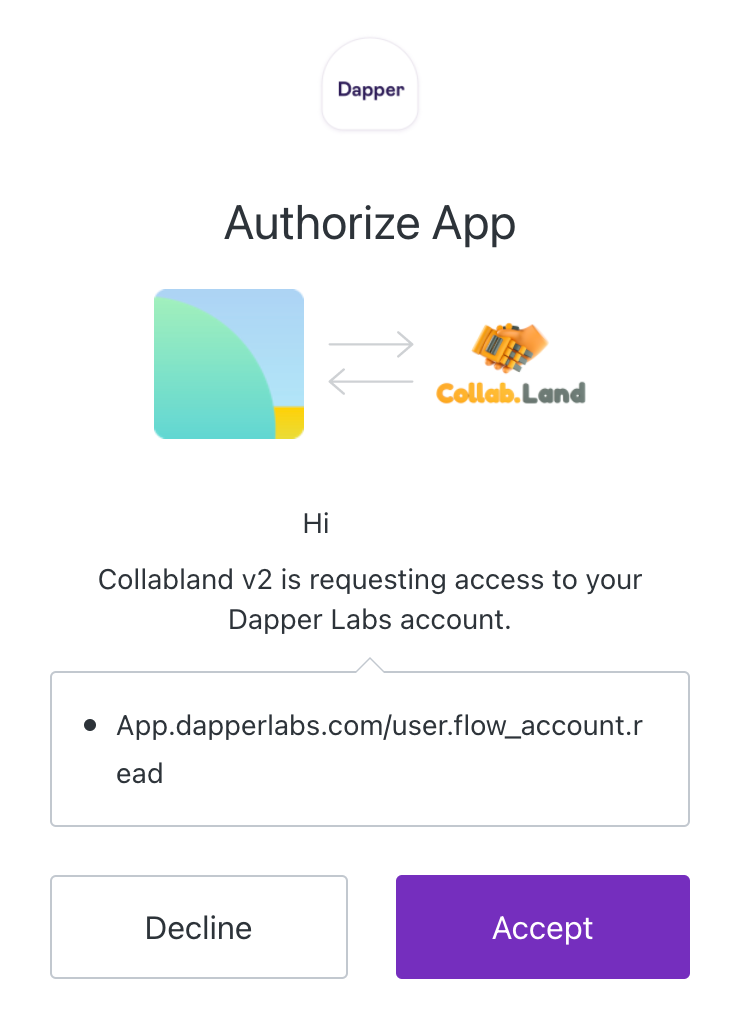 Dapper
Authorize App
Collab.Land
Hi
Collabland v2 is requesting access to your
Dapper Labs account.
App.dapperlabs.com/user.flow_account.r
ead
Decline
Accept